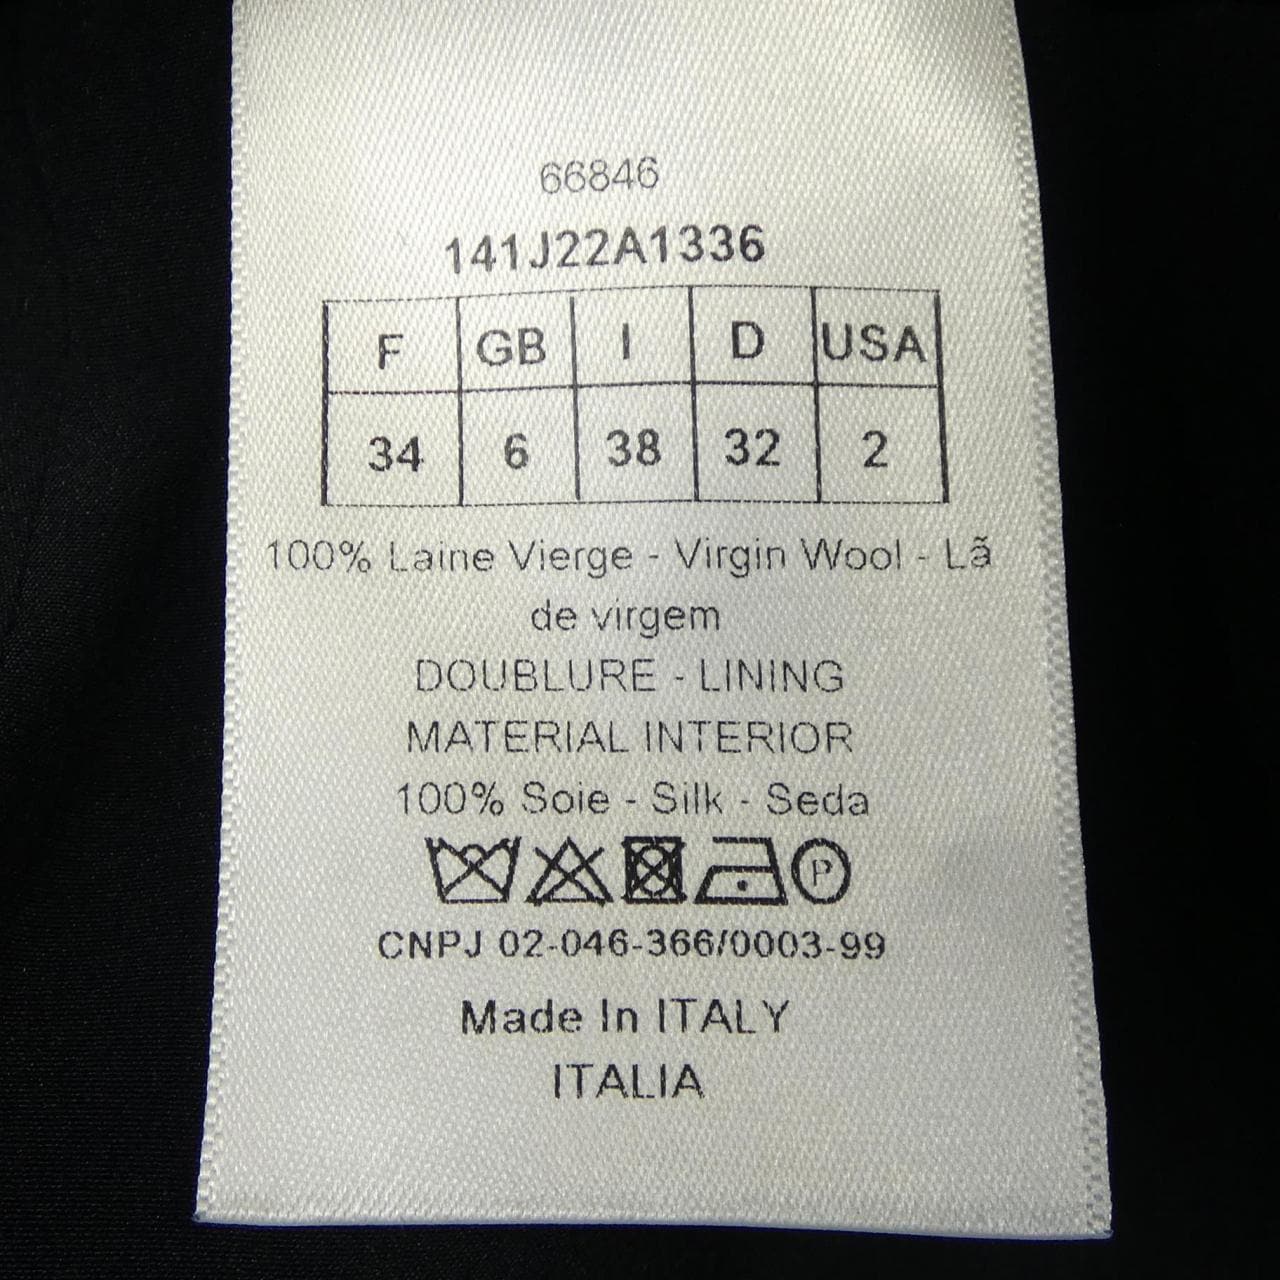 66846
141J22A1336
F GB I D USA
34 6 38 32 2
100% Laine Vierge - Virgin Wool - Lã
de virgem
DOUBLURE - LINING
MATERIAL INTERIOR
100% Soie - Silk - Seda
P
CNPJ 02-046-366/0003-99
Made In ITALY
ITALIA